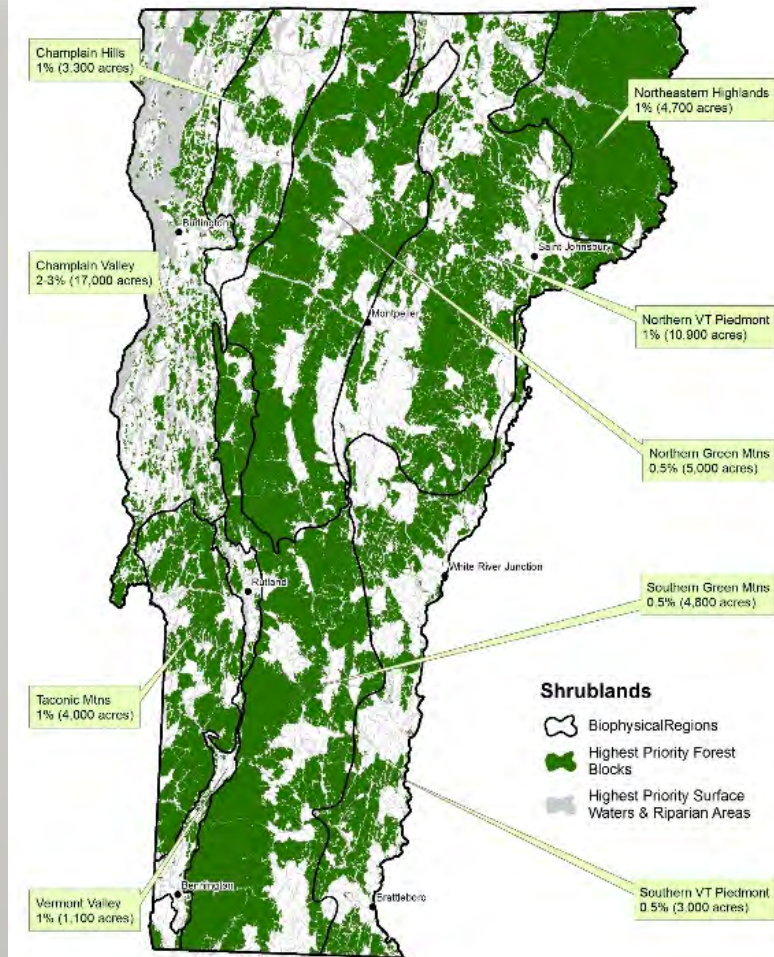 Champlain Hills
1% (3,300 acres)
Northeastern Highlands
1% (4,700 acres)
Burlington
Saint Johnsbury
Champlain Valley
2-3% (17,000 acres)
Montpelier
Northern VT Piedmont
1% (10,900 acres)
Northern Green Mtns
0.5% (5,000 acres)
White River Junction
Rutland
Southern Green Mtns
0.5% (4,800 acres)
Taconic Mtns
1% (4,000 acres)
Shrublands
BiophysicalRegions
Highest Priority Forest
Blocks
Highest Priority Surface
Waters & Riparian Areas
Bennington
Brattleboro
Vermont Valley
1% (1,100 acres)
Southern VT Piedmont
0.5% (3,000 acres)